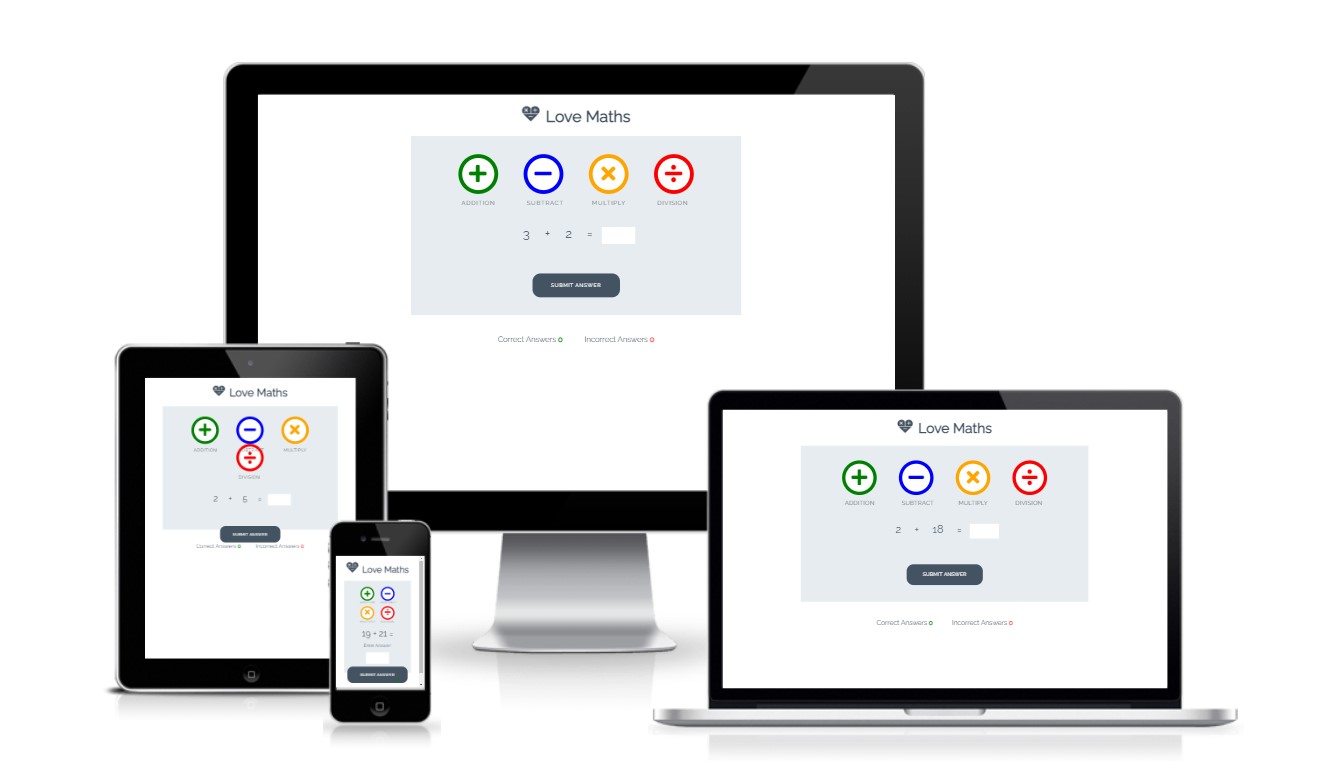 Love Maths
ADDITION SUBTRACT MULTIPLY DIVISION
3 + 2 =
SUBMIT ANSWER
Correct Answers 0 Incorrect Answers 0
Love Maths
ADDITION MULTIPLY
DIVISION
2 + 5 =
SUBMIT ANSWER
Correct Answers 0 Incorrect Answers 0
Love Maths
19 + 21 =
Enter Answer
SUBMIT ANSWER
Love Maths
ADDITION SUBTRACT MULTIPLY DIVISION
2 + 18 =
SUBMIT ANSWER
Correct Answers 0 Incorrect Answers 0